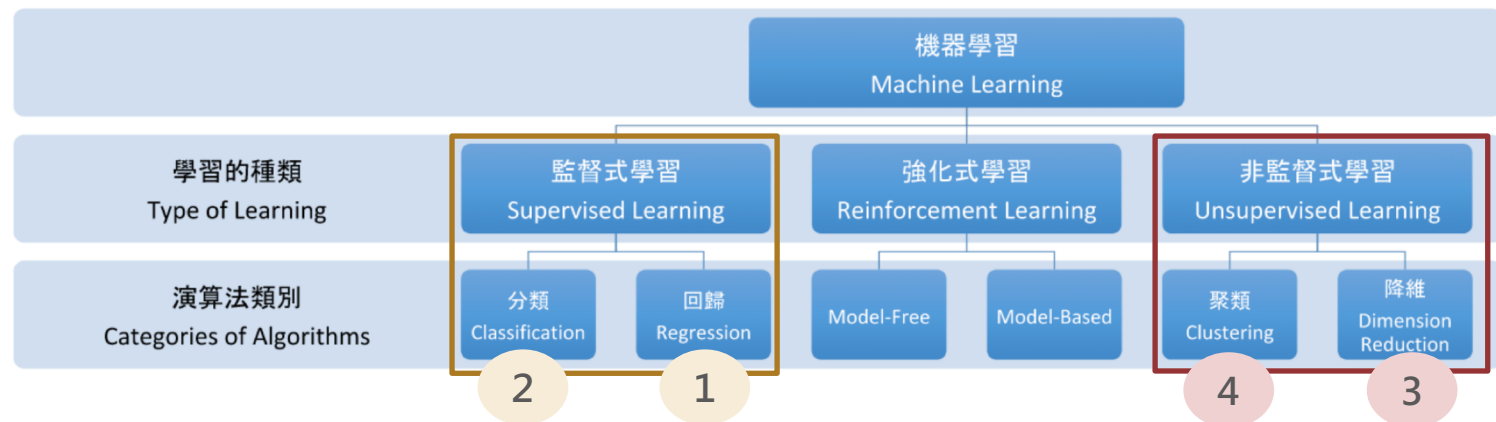 機器學習
Machine Learning
學習的種類
Type of Learning
監督式學習
Supervised Learning
強化式學習
Reinforcement Learning
非監督式學習
Unsupervised Learning
演算法類別
Categories of Algorithms
分類
Classification
回歸
Regression
Model-Free
Model-Based
聚類
Clustering
降維
Dimension
Reduction
2
1
4
3